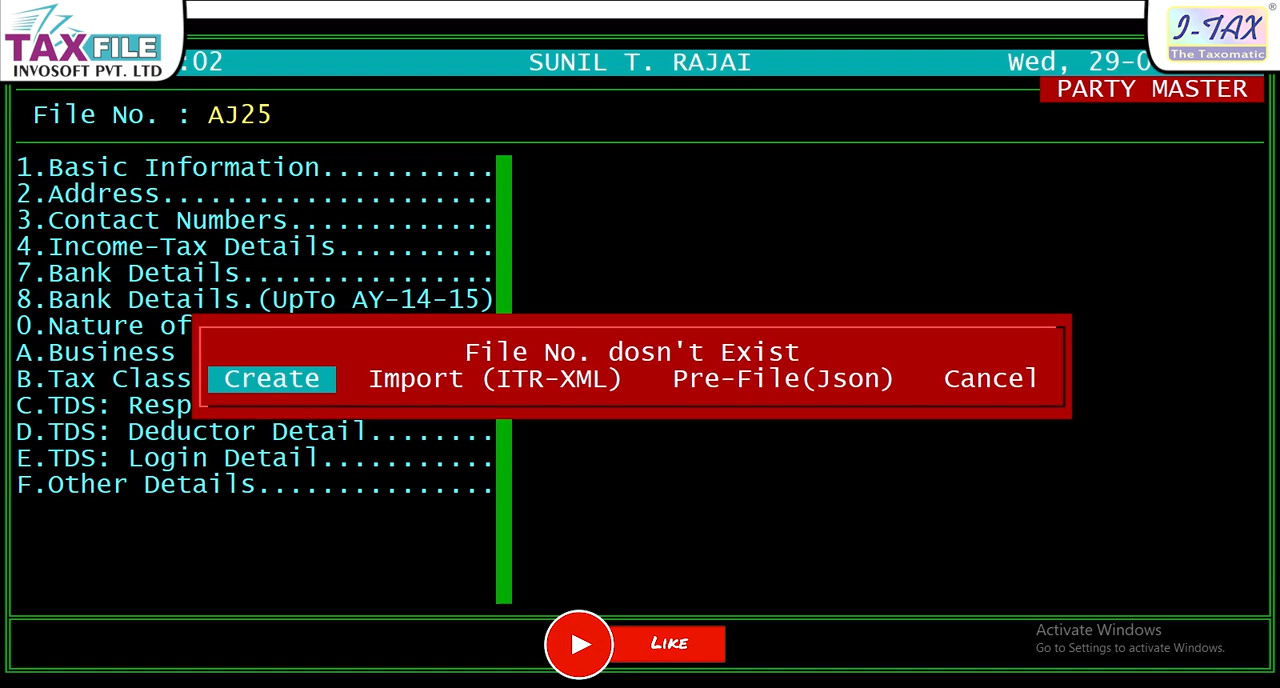 TAXFILE
INVOSOFT PVT. LTD
:02
SUNIL T. RAJAI
Wed, 29-0
I-TAX
®
The Taxomatic
PARTY MASTER
File No. : AJ25
1.Basic Information...........
2.Address.....................
3.Contact Numbers.............
4.Income-Tax Details..........
7.Bank Details................
8.Bank Details.(UpTo AY-14-15)
0.Nature of
A.Business
B.Tax Class
C.TDS: Resp
D.TDS: Deductor Detail........
E.TDS: Login Detail...........
F.Other Details...............
File No. dosn't Exist
Create Import (ITR-XML) Pre-File(Json) Cancel
LIKE
Activate Windows
Go to Settings to activate Windows.